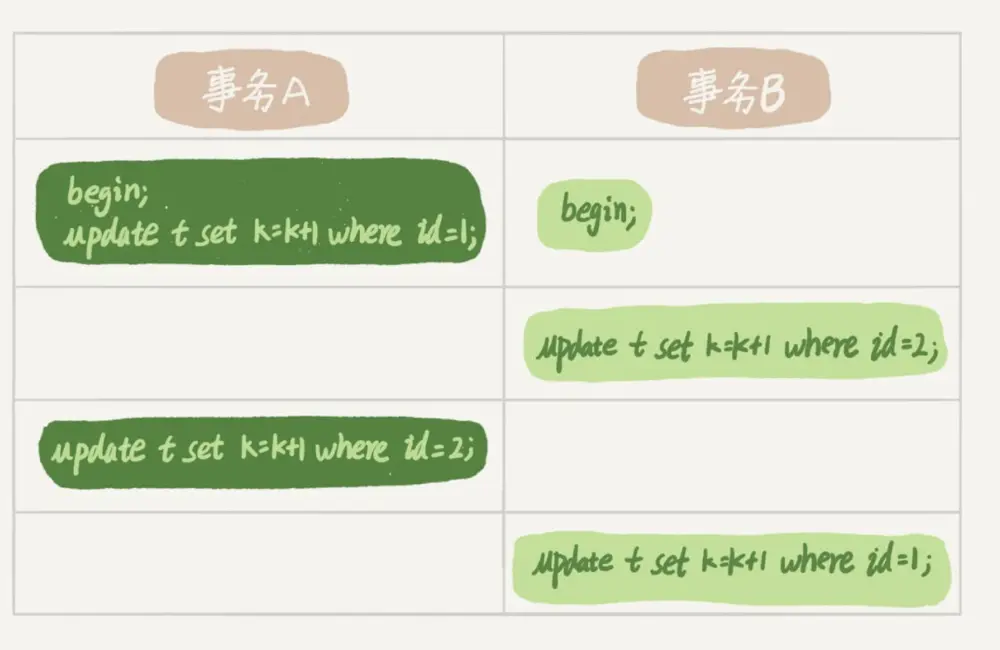 事务A
事务B
begin;
update t set k=k+1 where id=1;
begin;
update t set k=k+1 where id=2;
update t set k=k+1 where id=2;
update t set k=k+1 where id=1;